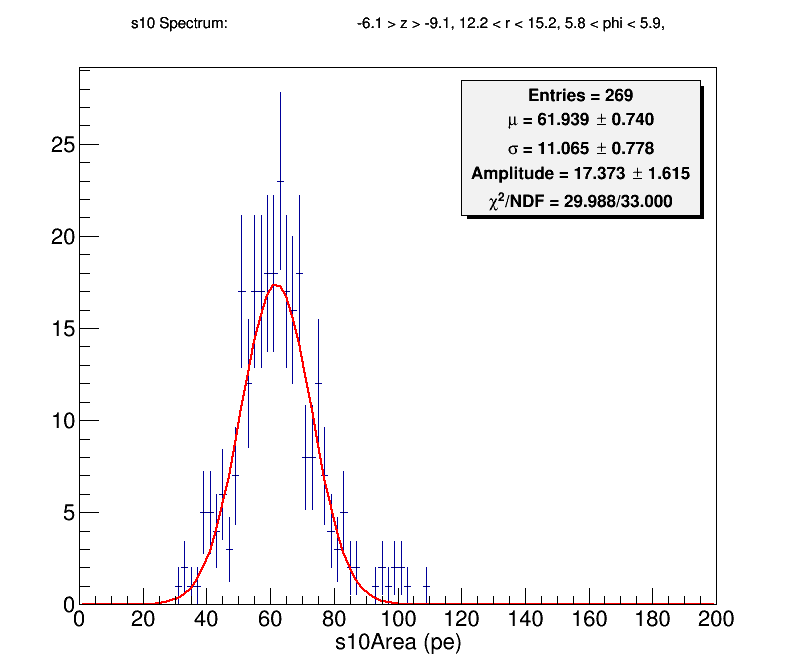 s10 Spectrum: -6.1 > z > -9.1, 12.2 < r < 15.2, 5.8 < phi < 5.9,
Entries = 269
μ = 61.939 ± 0.740
σ = 11.065 ± 0.778
Amplitude = 17.373 ± 1.615
χ²/NDF = 29.988/33.000
25
20
15
10
5
0
0 20 40 60 80 100 120 140 160 180 200
s10Area (pe)